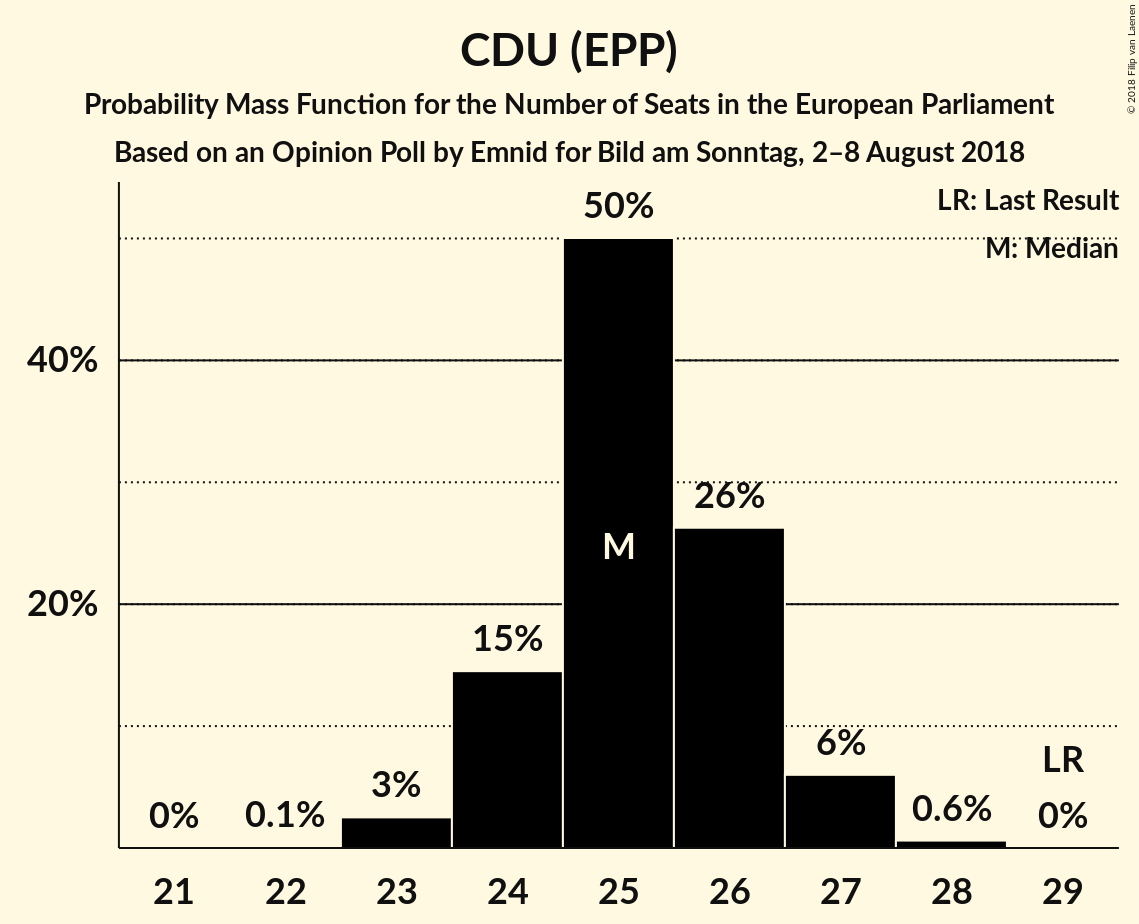 CDU (EPP)
Probability Mass Function for the Number of Seats in the European Parliament
Based on an Opinion Poll by Emnid for Bild am Sonntag, 2–8 August 2018
© 2018 Filip van Laenen
LR: Last Result
M: Median
50%
40%
26%
M
20%
15%
6%
LR
3%
0%
0.1%
0.6%
0%
21 22 23 24 25 26 27 28 29